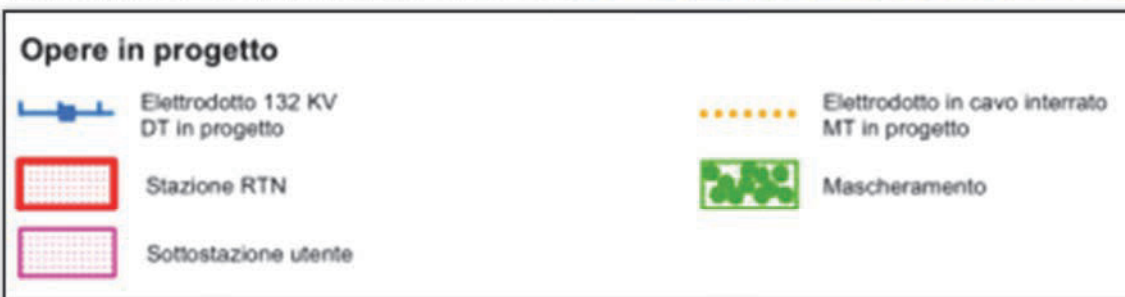 Opere in progetto
Elettrodotto 132 KV
DT in progetto
Stazione RTN
Sottostazione utente
Elettrodotto in cavo interrato
MT in progetto
Mascheramento